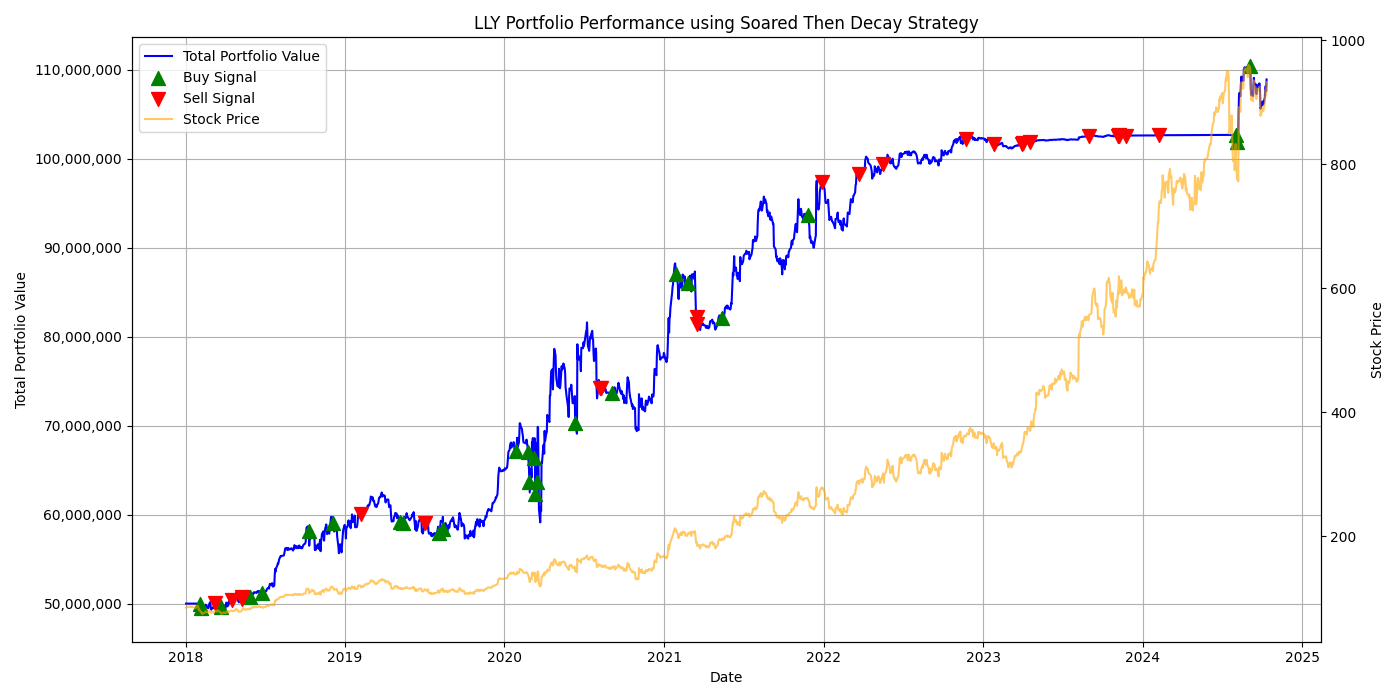 LLY Portfolio Performance using Soared Then Decay Strategy
Total Portfolio Value
Buy Signal
Sell Signal
Stock Price
110,000,000
100,000,000
90,000,000
80,000,000
70,000,000
60,000,000
50,000,000
Total Portfolio Value
1000
800
600
400
200
Stock Price
2018 2019 2020 2021 2022 2023 2024 2025
Date